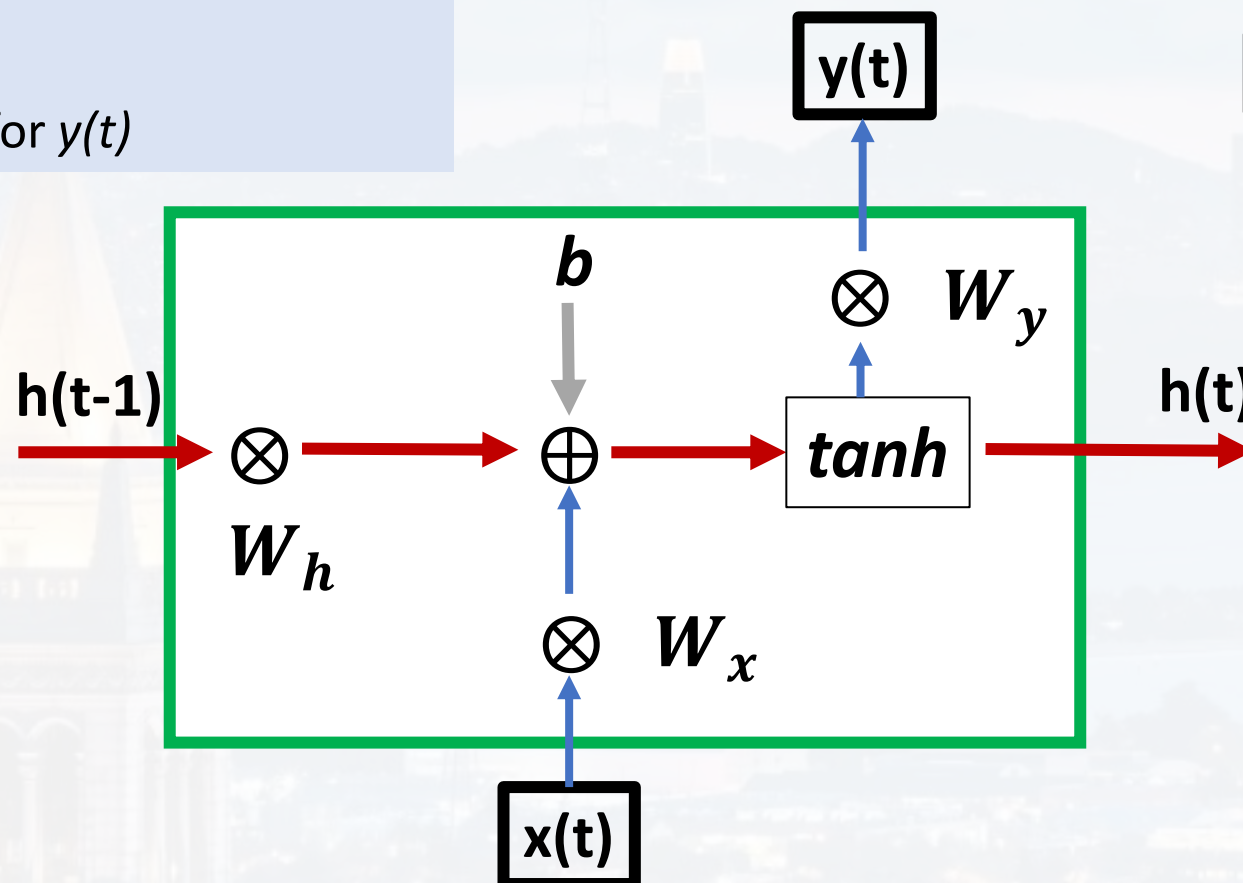 y(t)
or y(t)
b
W_y
h(t-1)
h(t)
tanh
W_h
W_x
x(t)